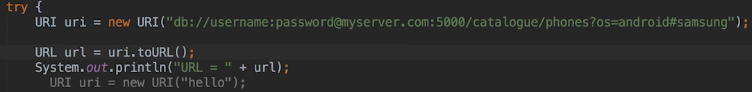 try {
URI uri = new URI("db://username:password@myserver.com:5000/catalogue/phones?os=android#samsung");
URL url = uri.toURL();
System.out.println("URL = " + url);
URI uri = new URI("hello");